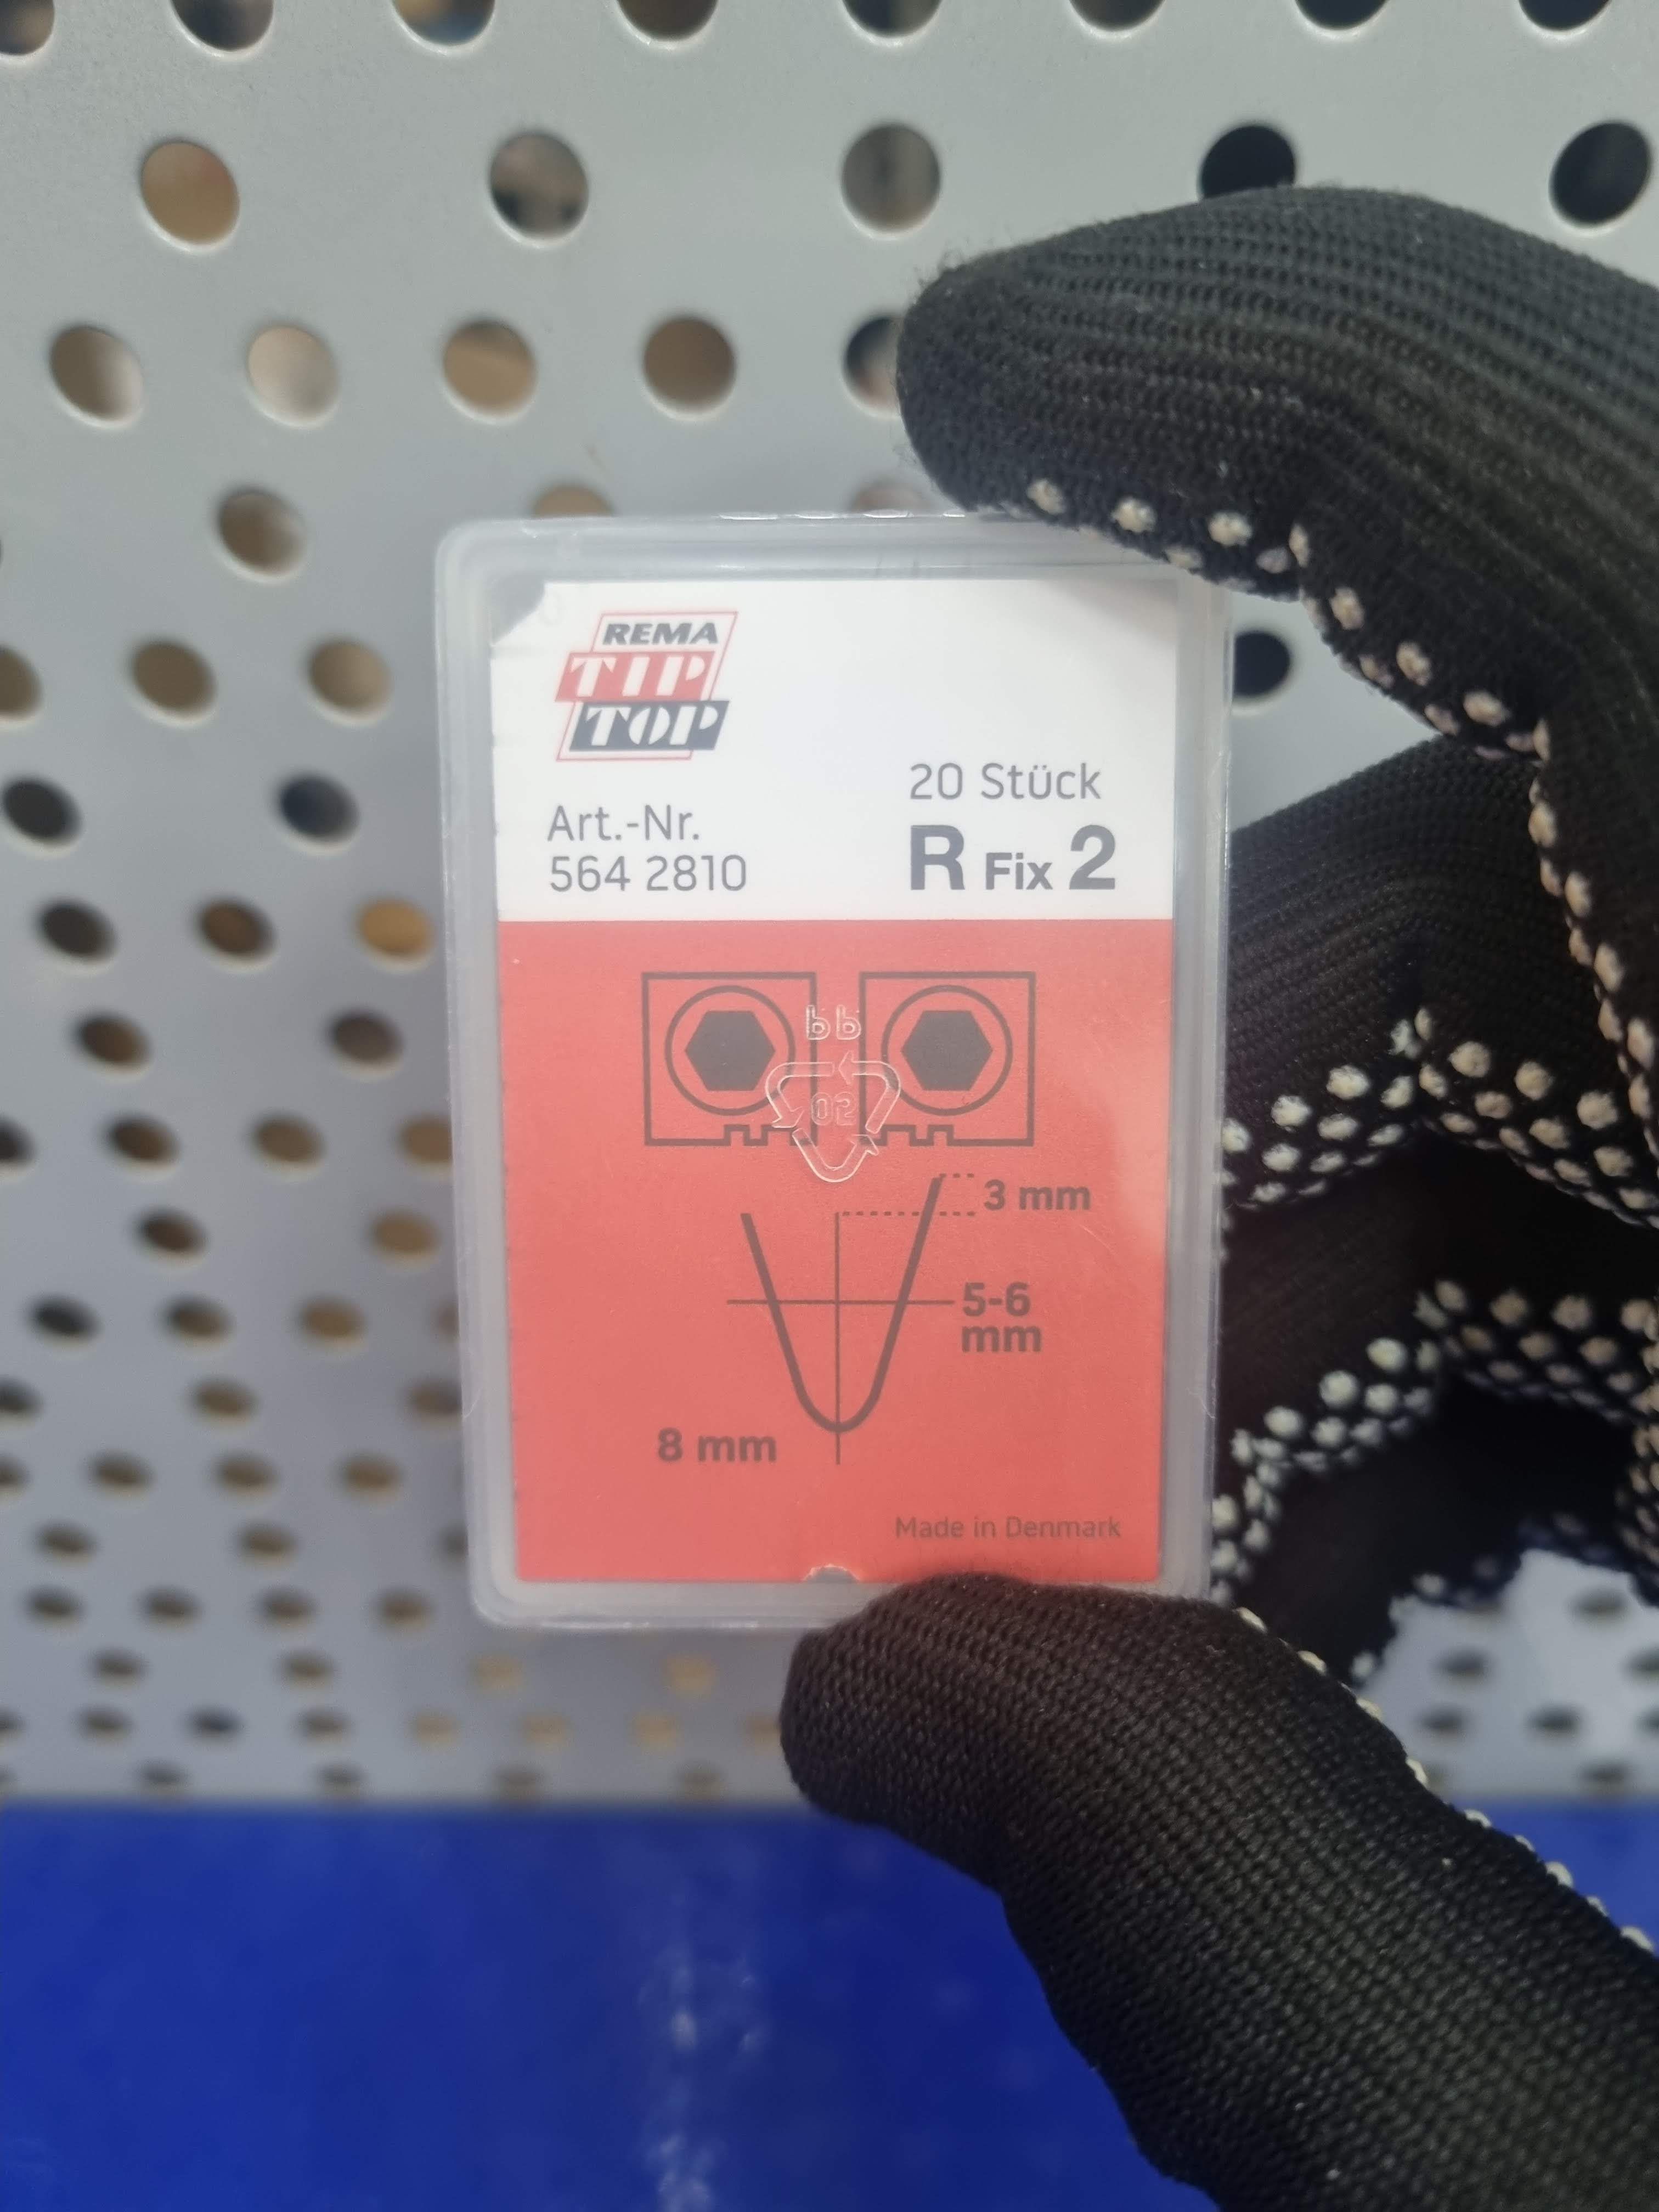 REMA
TIP
TOP
20 Stück
Art.-Nr.
564 2810
R Fix 2
02
3 mm
5-6
mm
8 mm
Made in Denmark